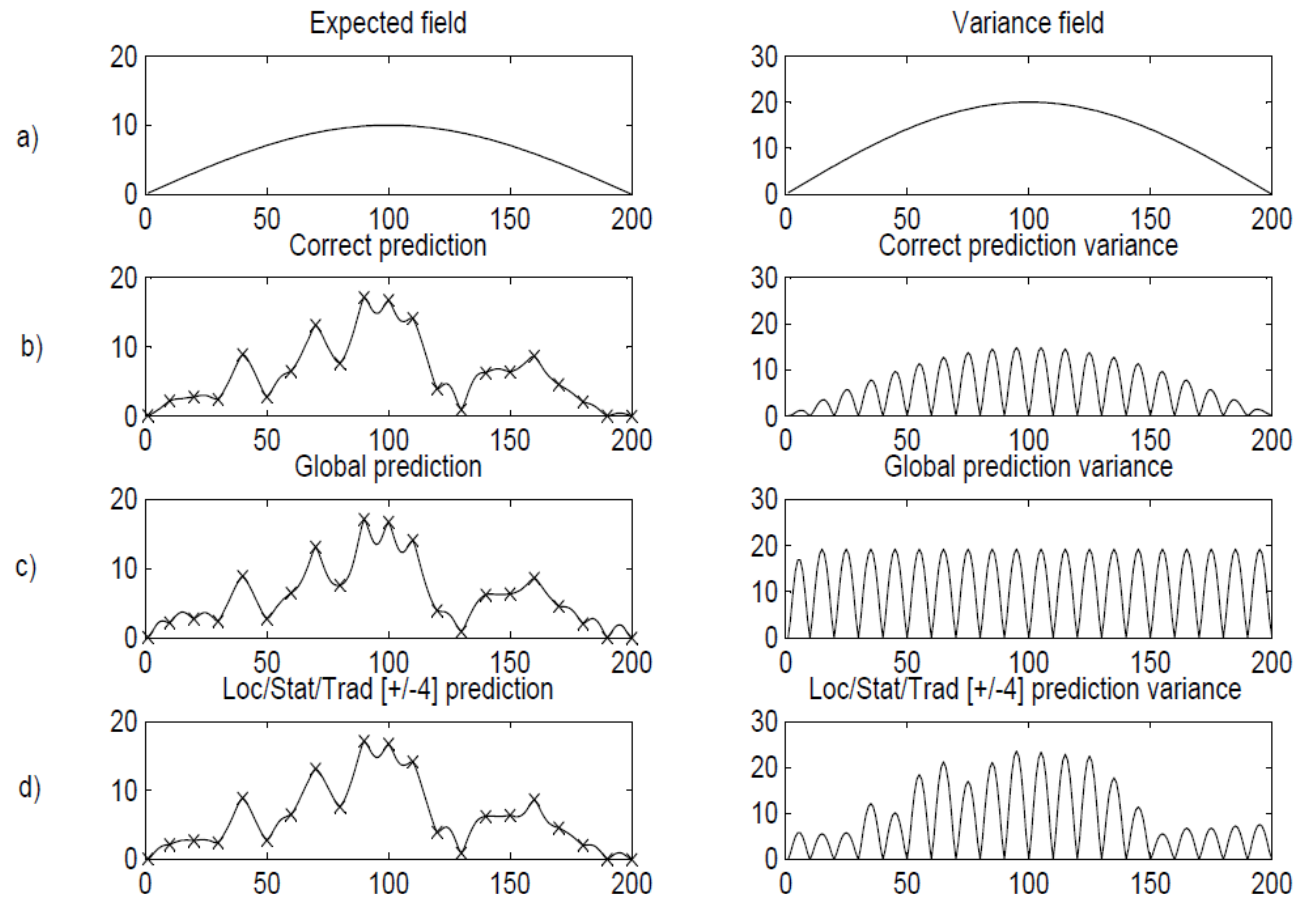 Expected field
Variance field
a)
20
10
0
0 50 100 150 200
30
20
10
0
0 50 100 150 200
Correct prediction
Correct prediction variance
b)
20
10
0
0 50 100 150 200
30
20
10
0
0 50 100 150 200
Global prediction
Global prediction variance
c)
20
10
0
0 50 100 150 200
30
20
10
0
0 50 100 150 200
Loc/Stat/Trad [+/-4] prediction
Loc/Stat/Trad [+/-4] prediction variance
d)
20
10
0
0 50 100 150 200
30
20
10
0
0 50 100 150 200